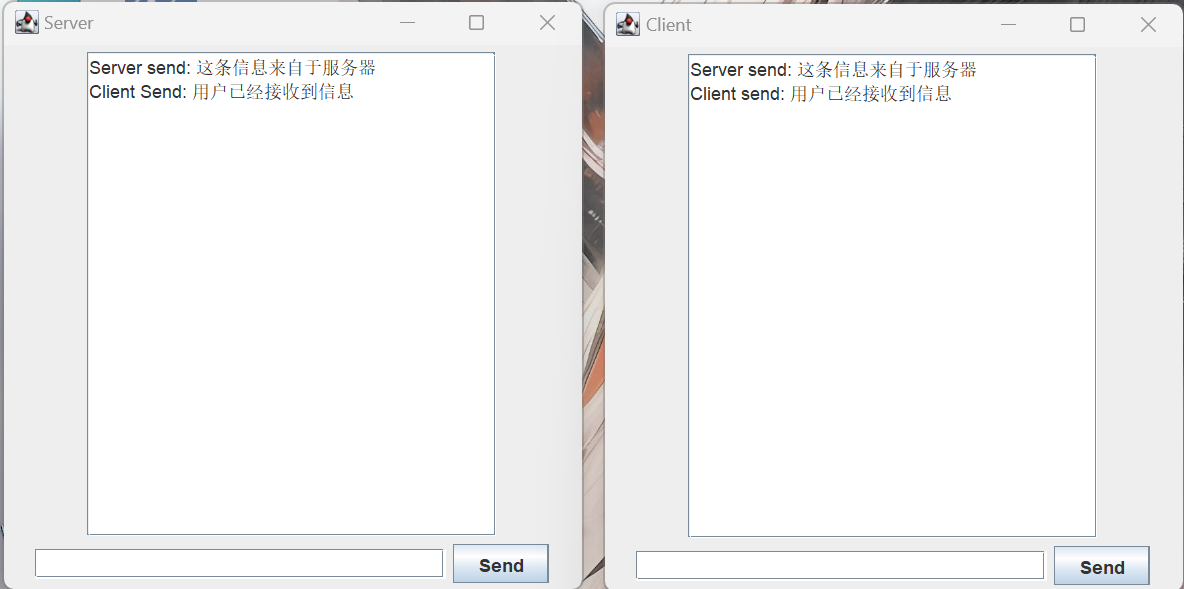 Server
Server send: 这条信息来自于服务器
Client Send: 用户已经接收到信息
Send
Client
Server send: 这条信息来自于服务器
Client send: 用户已经接收到信息
Send